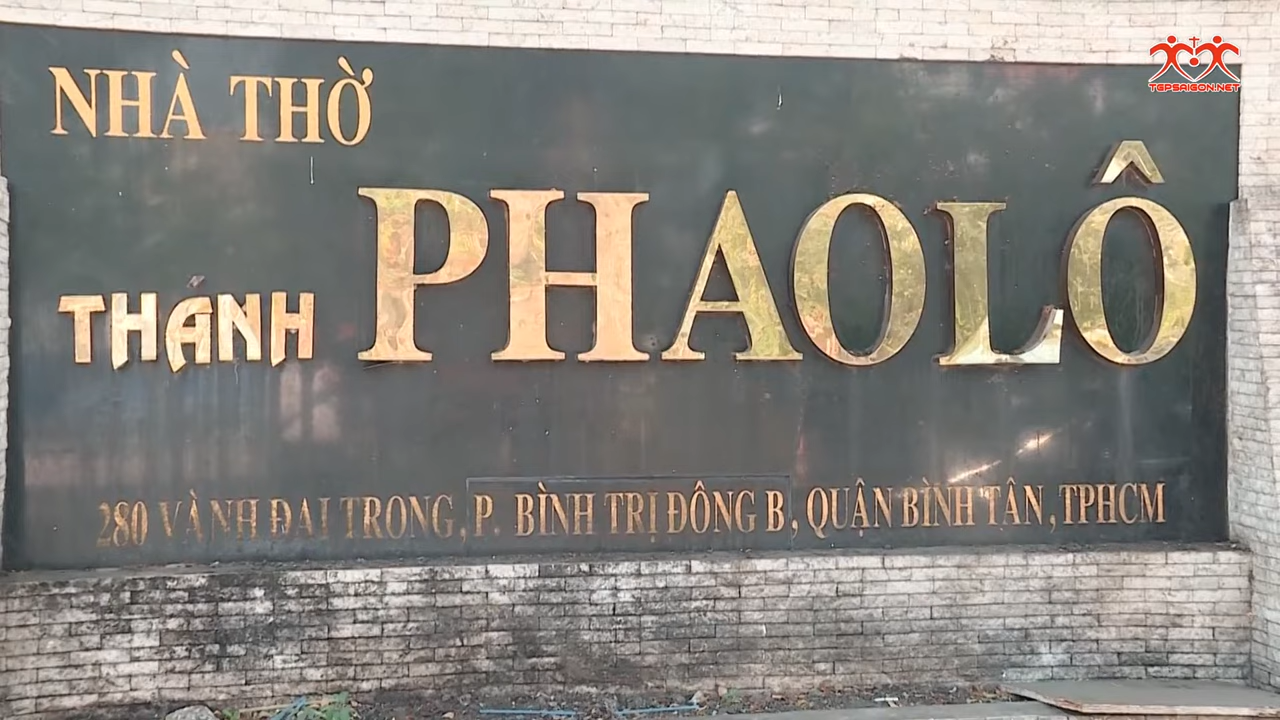 NHÀ THỜ
THÁNH PHAOLÔ
280 VÀNH ĐAI TRONG, P. BÌNH TRỊ ĐÔNG B, QUẬN BÌNH TÂN, TPHCM
TGPSAIGON.NET